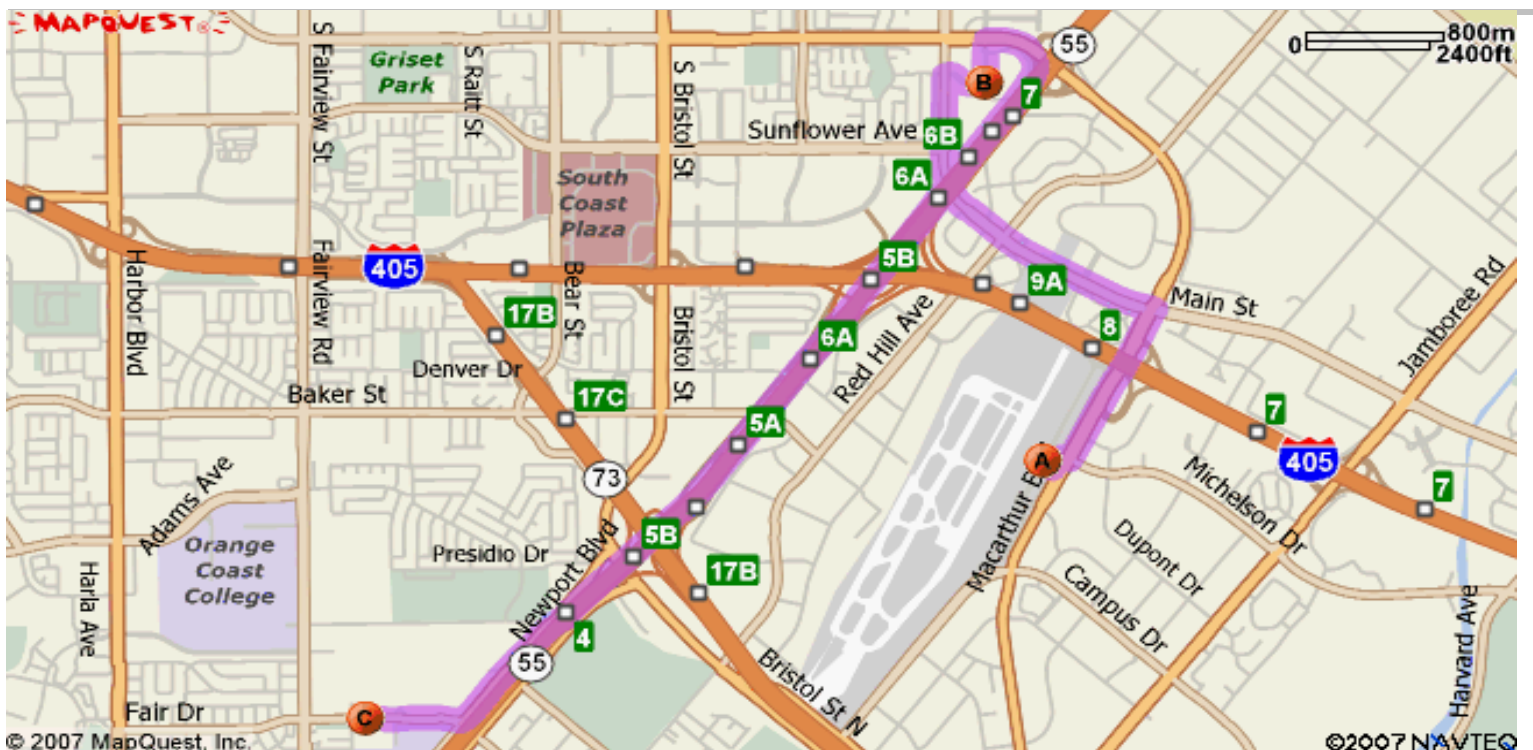 MAPQUEST®
800m
0
2400ft
55
S Fairview St
Griset
Park
S Raitt St
S Bristol St
B
7
Sunflower Ave
6B
6A
South
Coast
Plaza
405
5B
9A
Main St
Harbor Blvd
Fairview Rd
Bear St
17B
Bristol St
6A
Red Hill Ave
8
Jamboree Rd
Denver Dr
Baker St
17C
5A
7
405
A
Macarthur B
Michelson Dr
7
73
Adams Ave
Orange
Coast
College
Presidio Dr
Newport Blvd
5B
17B
Dupont Dr
Campus Dr
Harla Ave
4
55
Harvard Ave
Bristol St N
Fair Dr
C
© 2007 MapQuest, Inc.
©2007 NAVTEQ